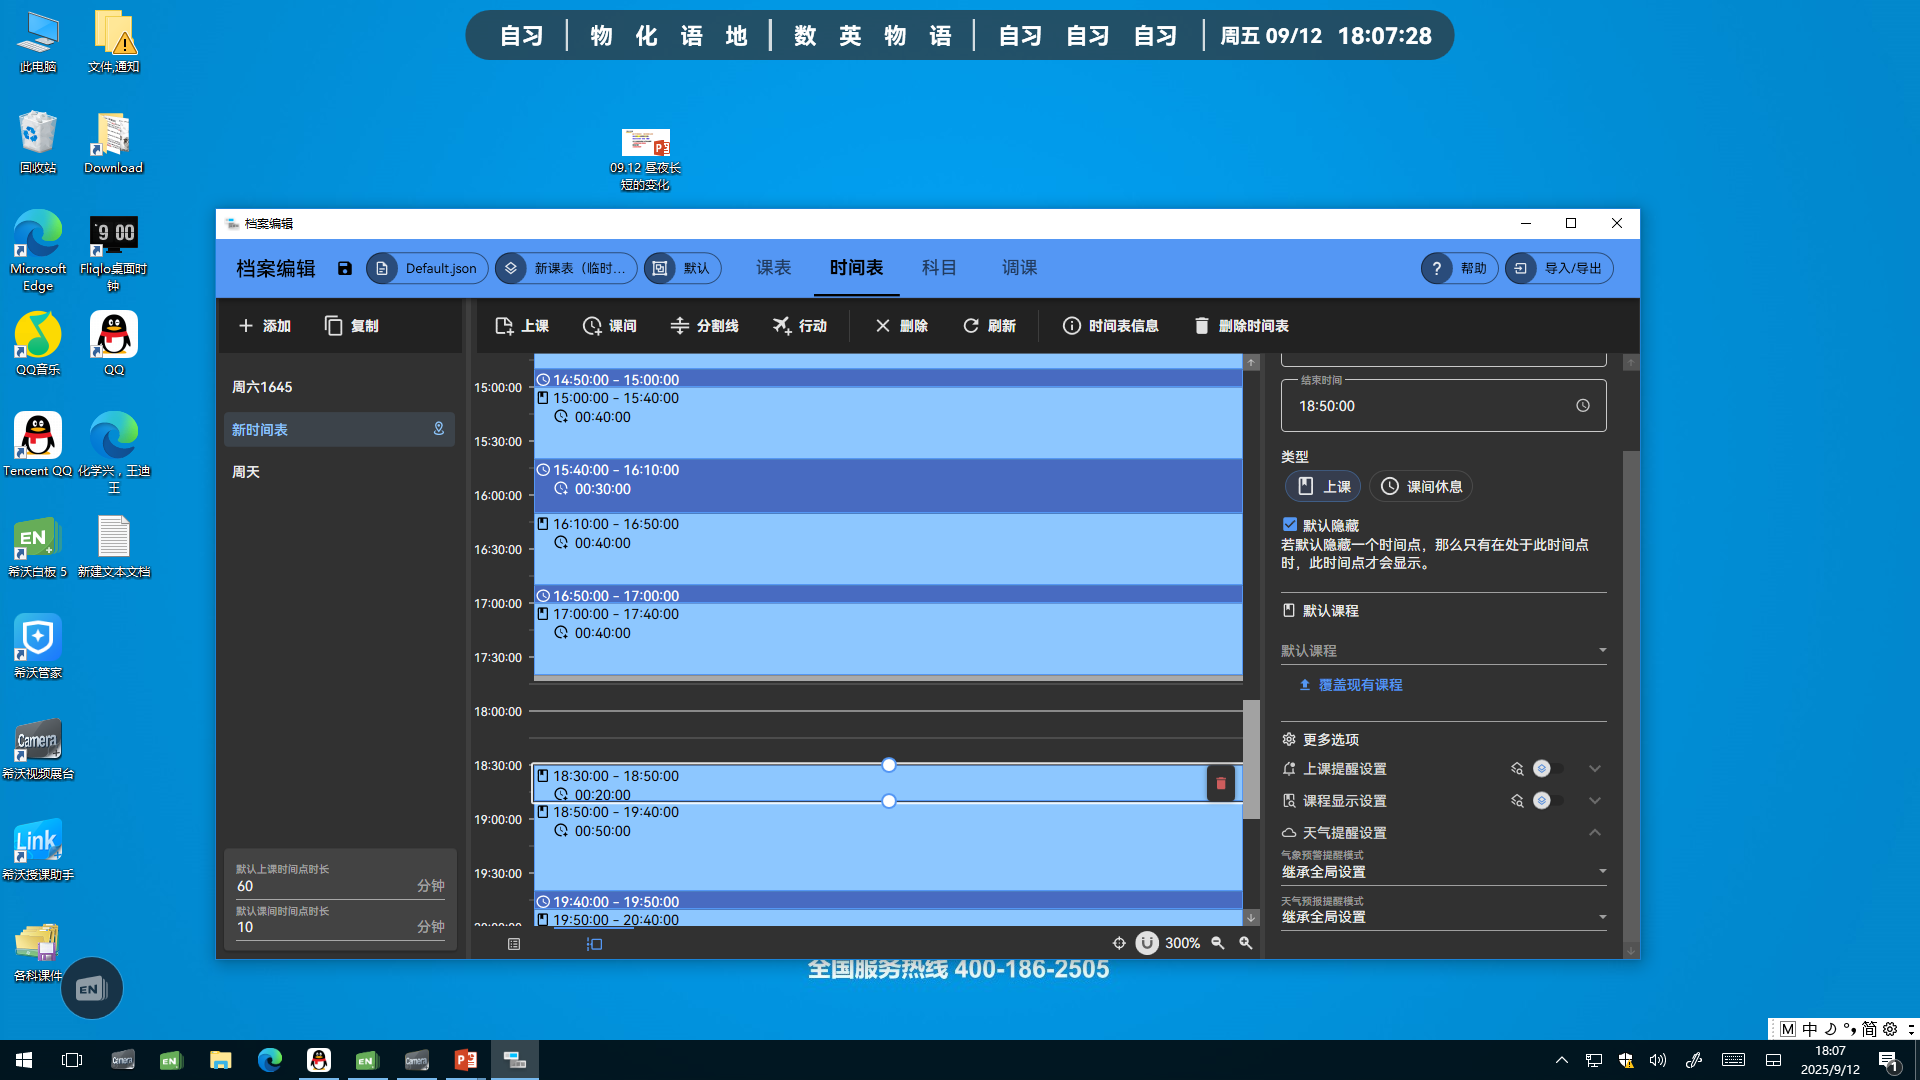 自习 物 化 语 地 数 英 物 语 自习 自习 自习 周五 09/12 18:07:28
此电脑
文件,通知
回收站
Download
09.12 昼夜长
短的变化
Microsoft
Edge
9 00
Fliqlo桌面时
钟
QQ音乐
QQ
Tencent QQ
化学兴，王迪
王
EN
希沃白板 5
新建文本文档
希沃管家
Camera
希沃视频展台
Link
希沃授课助手
各科课件
EN
档案编辑
档案编辑
Default.json
新课表（临时...
默认
课表
时间表
科目
调课
帮助
导入/导出
添加
复制
上课
课间
分割线
行动
删除
刷新
时间表信息
删除时间表
周六1645
新时间表
周天
默认上课时间点时长
60 分钟
默认课间时间点时长
10 分钟
14:50:00 - 15:00:00
15:00:00
15:00:00 - 15:40:00
00:40:00
15:30:00
15:40:00 - 16:10:00
00:30:00
16:00:00
16:10:00 - 16:50:00
00:40:00
16:30:00
16:50:00 - 17:00:00
17:00:00
17:00:00 - 17:40:00
00:40:00
17:30:00
18:00:00
18:30:00
18:30:00 - 18:50:00
00:20:00
18:50:00 - 19:40:00
19:00:00
00:50:00
19:30:00
19:40:00 - 19:50:00
19:50:00 - 20:40:00
300%
结束时间
18:50:00
类型
上课
课间休息
默认隐藏
若默认隐藏一个时间点，那么只有在处于此时间点
时，此时间点才会显示。
默认课程
默认课程
覆盖现有课程
更多选项
上课提醒设置
课程显示设置
天气提醒设置
气象预警提醒模式
继承全局设置
天气预报提醒模式
继承全局设置
全国服务热线 400-186-2505
M 中 简
Camera
EN
EN
Camera
18:07
2025/9/12
1